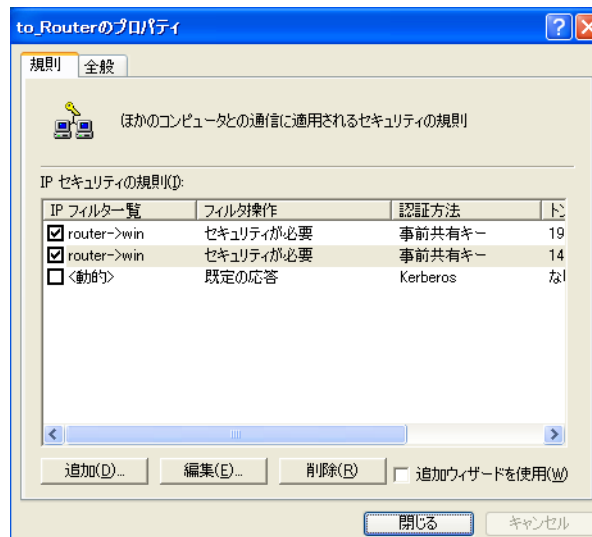 to_Routerのプロパティ
規則 全般
ほかのコンピュータとの通信に適用されるセキュリティの規則
IP セキュリティの規則(I):
IP フィルタ一覧 フィルタ操作 認証方法 ト
router->win セキュリティが必要 事前共有キー 19
router->win セキュリティが必要 事前共有キー 14
<動的> 既定の応答 Kerberos な
追加(D)... 編集(E)... 削除(R) 追加ウィザードを使用(W)
閉じる キャンセル